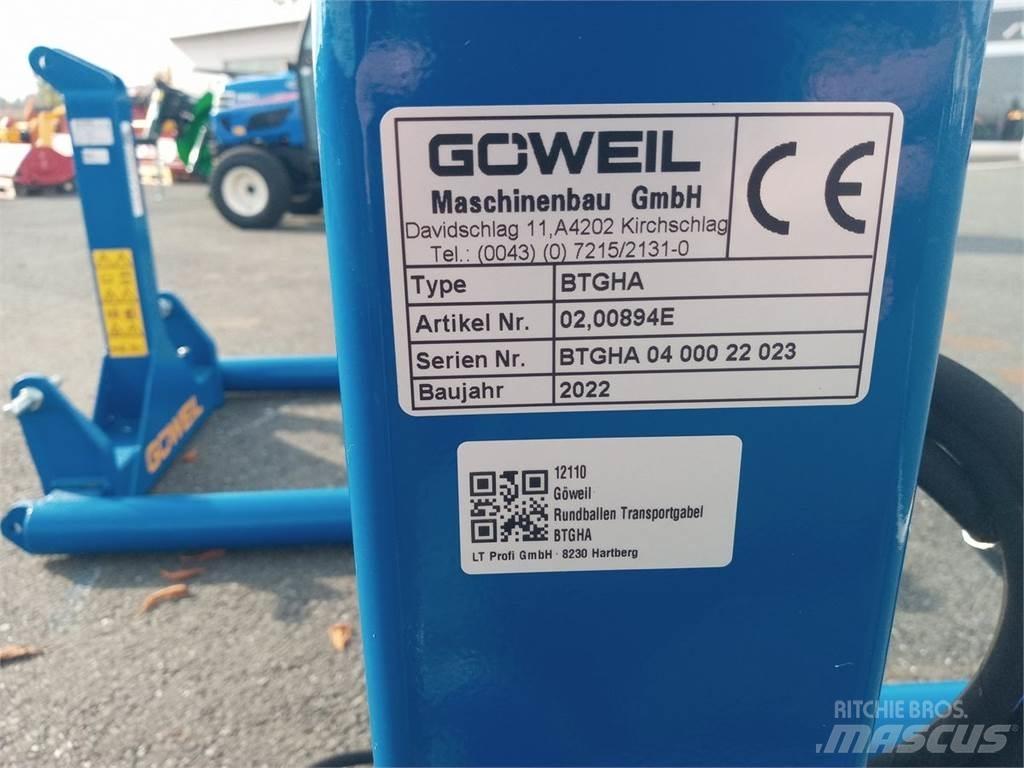 GÖWEIL
Maschinenbau GmbH
Davidschlag 11,A4202 Kirchschlag
Tel.: (0043) (0) 7215/2131-0
CE
Type BTGHA
Artikel Nr. 02,00894E
Serien Nr. BTGHA 04 000 22 023
Baujahr 2022
12110
Göweil
Rundballen Transportgabel
BTGHA
LT Profi GmbH · 8230 Hartberg
GÖWEIL
RITCHIE BROS.
MASCUS